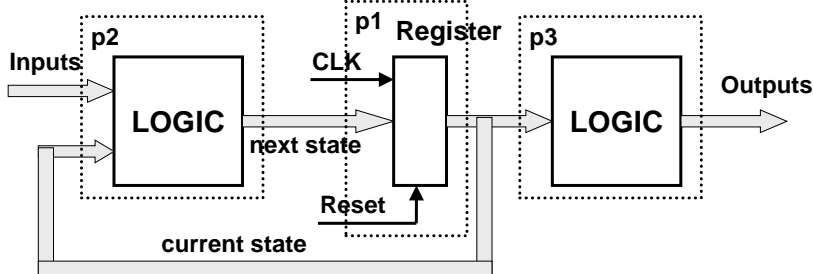 p1
Register
p2
p3
Inputs
CLK
Outputs
LOGIC
LOGIC
next state
Reset
current state